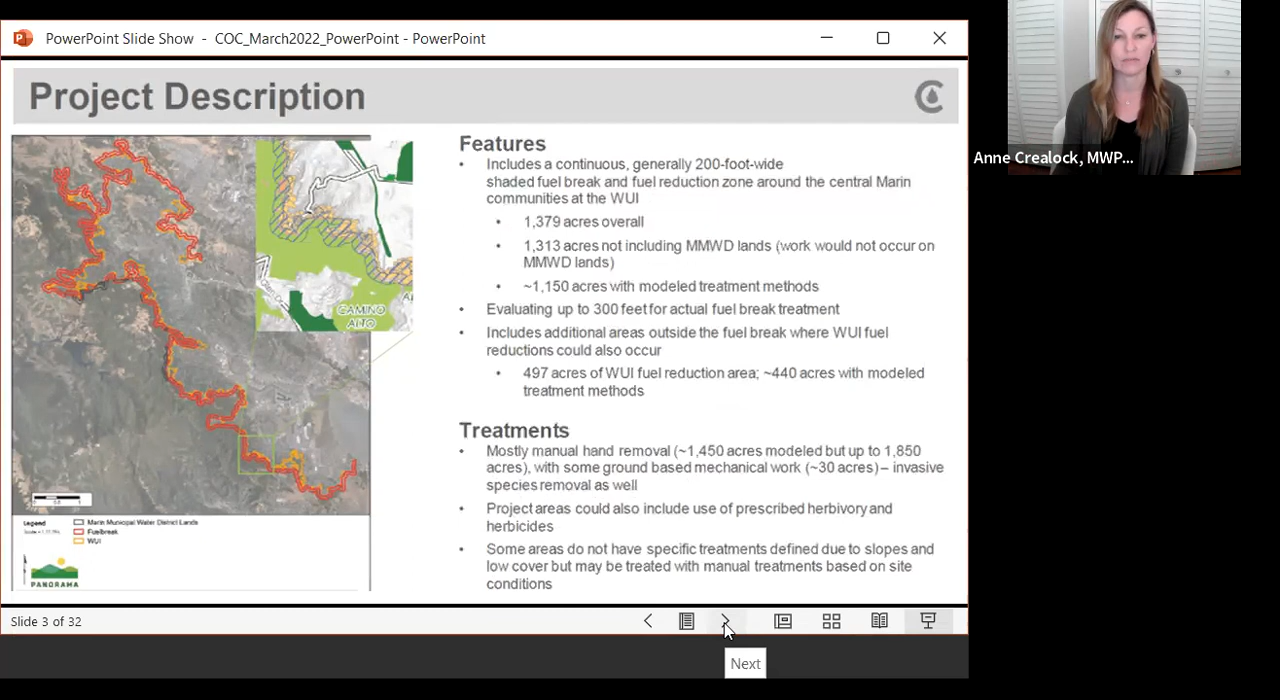 PowerPoint Slide Show - COC_March2022_PowerPoint - PowerPoint
Project Description
Features
• Includes a continuous, generally 200-foot-wide
shaded fuel break and fuel reduction zone around the central Marin
communities at the WUI
• 1,379 acres overall
• 1,313 acres not including MMWD lands (work would not occur on
MMWD lands)
• ~1,150 acres with modeled treatment methods
• Evaluating up to 300 feet for actual fuel break treatment
• Includes additional areas outside the fuel break where WUI fuel
reductions could also occur
• 497 acres of WUI fuel reduction area; ~440 acres with modeled
treatment methods
Treatments
• Mostly manual hand removal (~1,450 acres modeled but up to 1,850
acres), with some ground based mechanical work (~30 acres) – invasive
species removal as well
• Project areas could also include use of prescribed herbivory and
herbicides
• Some areas do not have specific treatments defined due to slopes and
low cover but may be treated with manual treatments based on site
conditions
CAMINO
ALTO
Legend
Marin Municipal Water District Lands
Fuelbreak
WUI
PANORAMA
Slide 3 of 32
Next
Anne Crealock, MWP...